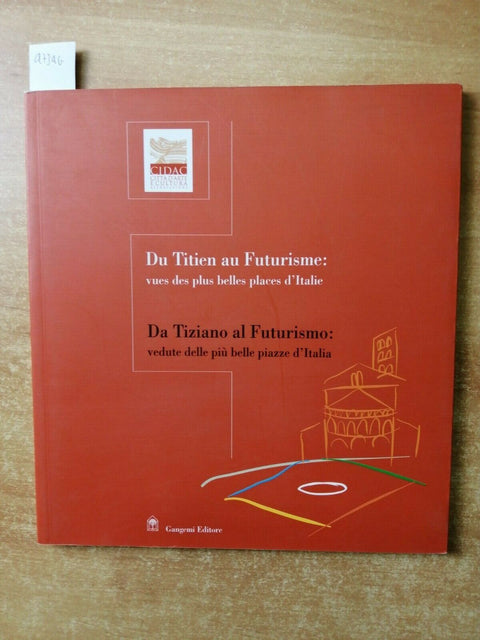 CIDAC
CITTÀ D'ARTE
E CULTURA
Du Titien au Futurisme:
vues des plus belles places d'Italie
Da Tiziano al Futurismo:
vedute delle più belle piazze d'Italia
Gangemi Editore